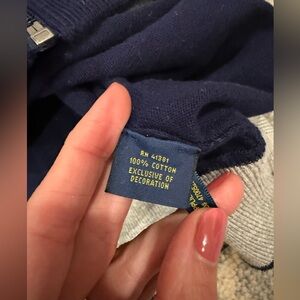 RN 41381
100% COTTON
EXCLUSIVE OF
DECORATION